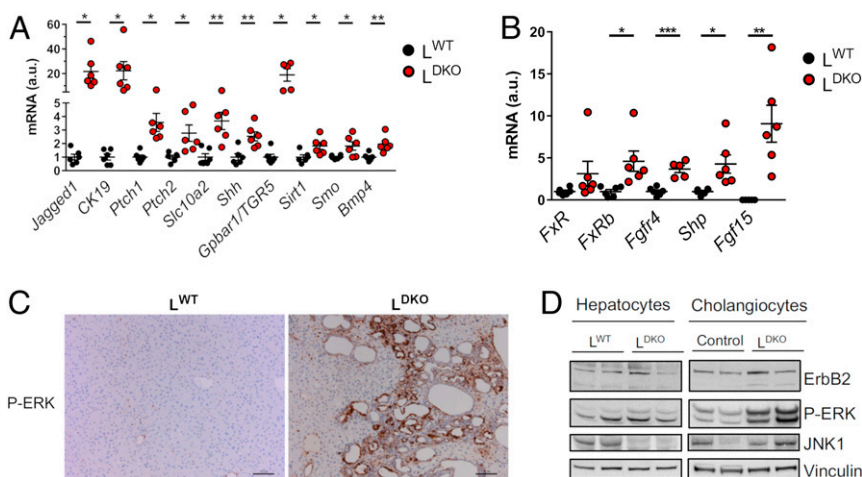 A
* * * * ** ** * * * **
L^WT
L^DKO
mRNA (a.u.)
60
40
20
5
4
3
2
1
0
Jagged1 CK19 Ptch1 Ptch2 Slc10a2 Shh Gpbar1/TGR5 Sirt1 Smo Bmp4
B
* *** * **
L^WT
L^DKO
mRNA (a.u.)
20
15
10
5
0
FxR FxRb Fgfr4 Shp Fgf15
C
L^WT L^DKO
P-ERK
D
Hepatocytes Cholangiocytes
L^WT L^DKO Control L^DKO
ErbB2
P-ERK
JNK1
Vinculin